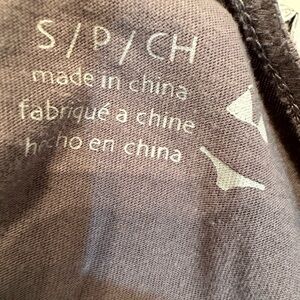 S / P / CH
made in china
fabriqué a chine
hecho en china